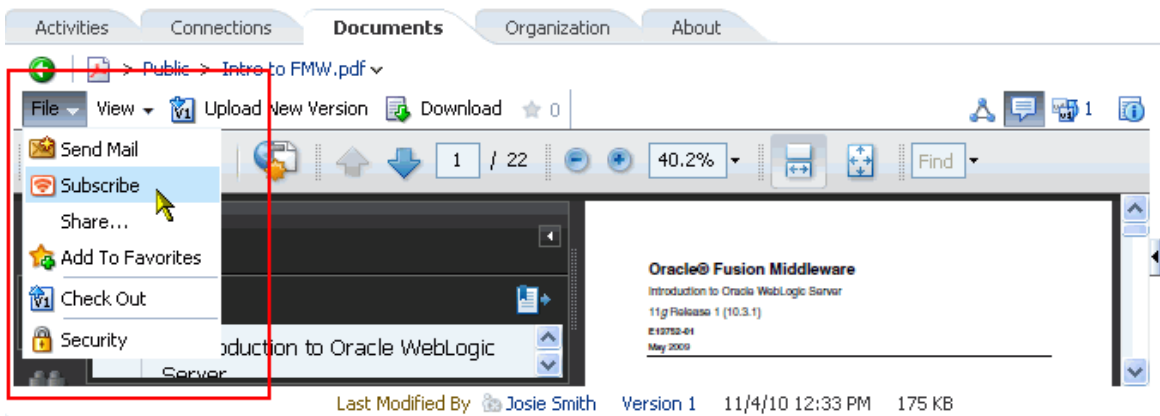 Activities Connections Documents Organization About
> Public > Intro to FMW.pdf
File View Upload New Version Download 0 1
Send Mail
1 / 22 40.2% Find
Subscribe
Share...
Add To Favorites
Check Out
Security
oduction to Oracle WebLogic
Server
Oracle® Fusion Middleware
Introduction to Oracle WebLogic Server
11g Release 1 (10.3.1)
E13752-01
May 2009
Last Modified By Josie Smith Version 1 11/4/10 12:33 PM 175 KB